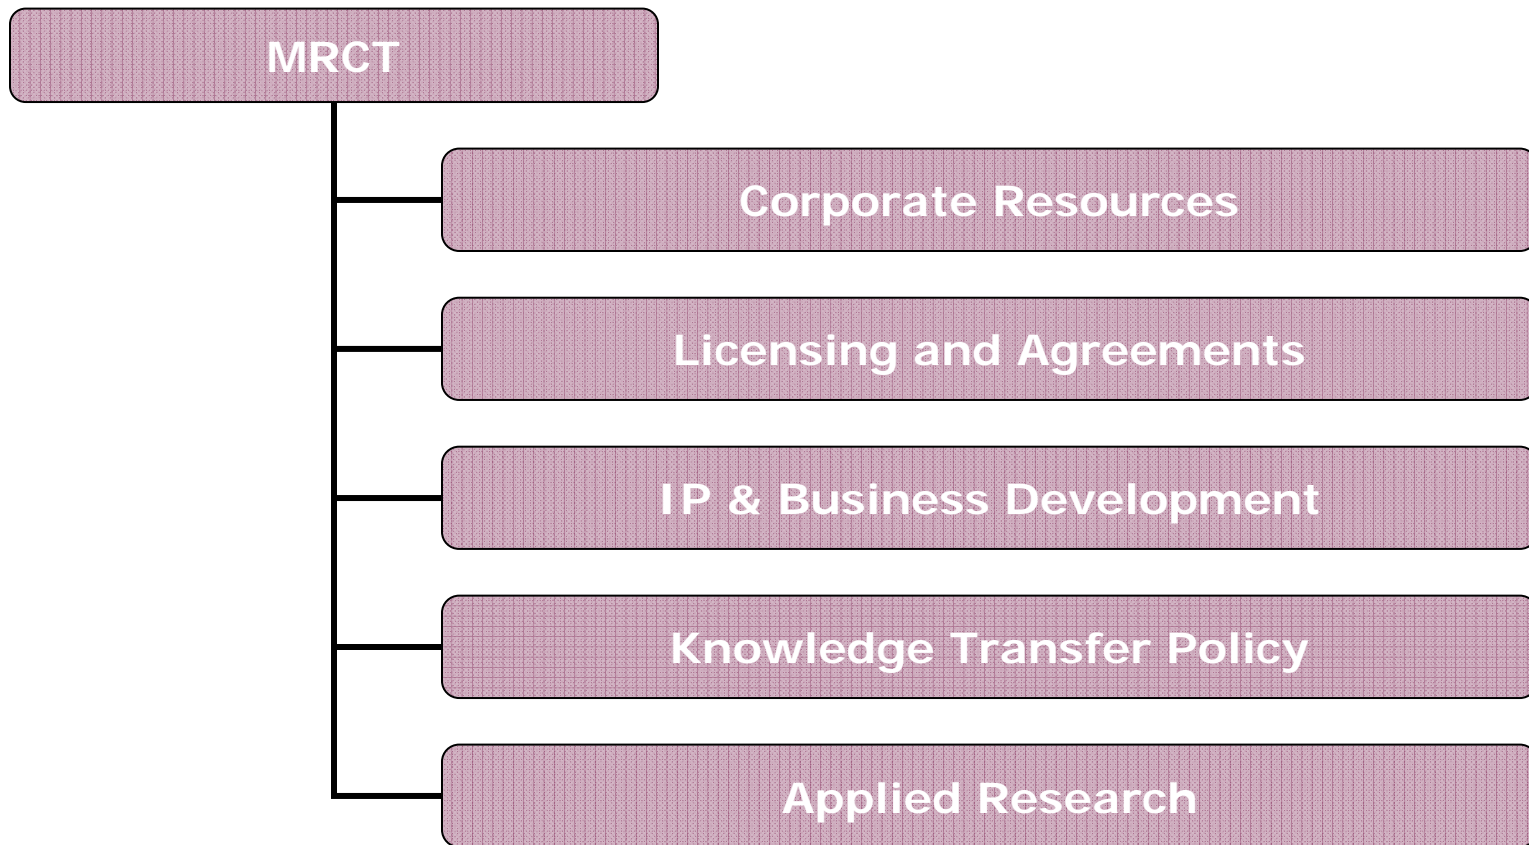 MRCT
Corporate Resources
Licensing and Agreements
IP & Business Development
Knowledge Transfer Policy
Applied Research